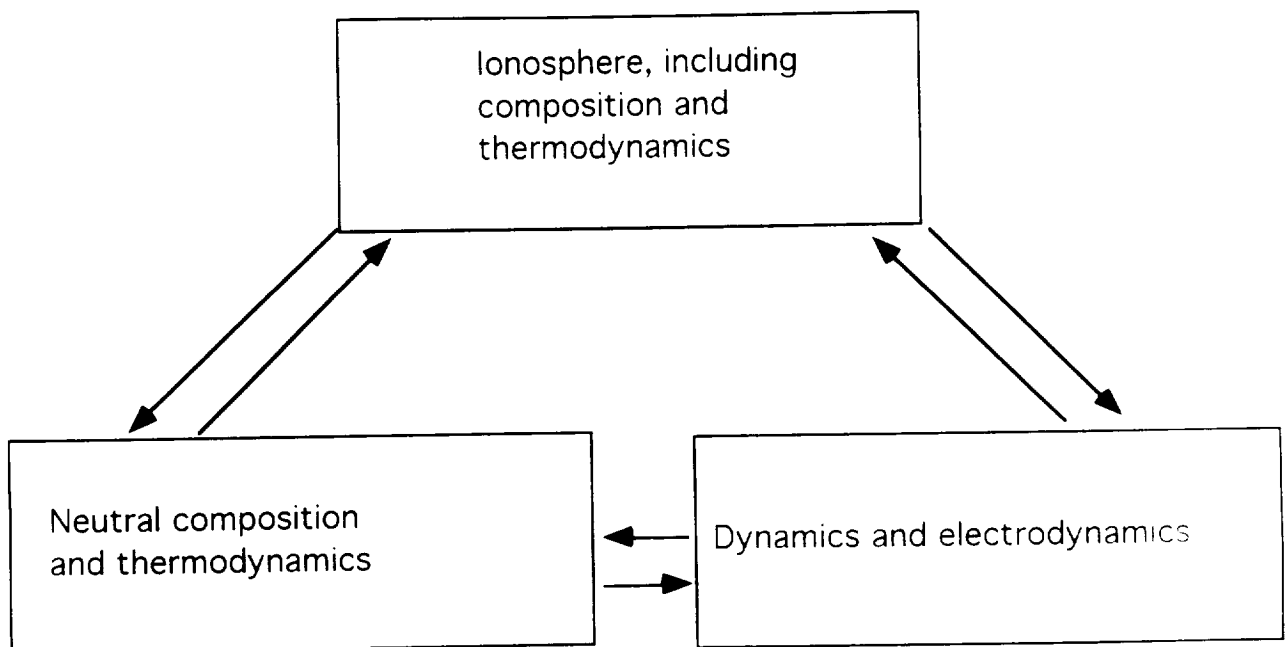 Ionosphere, including
composition and
thermodynamics
Neutral composition
and thermodynamics
Dynamics and electrodynamics